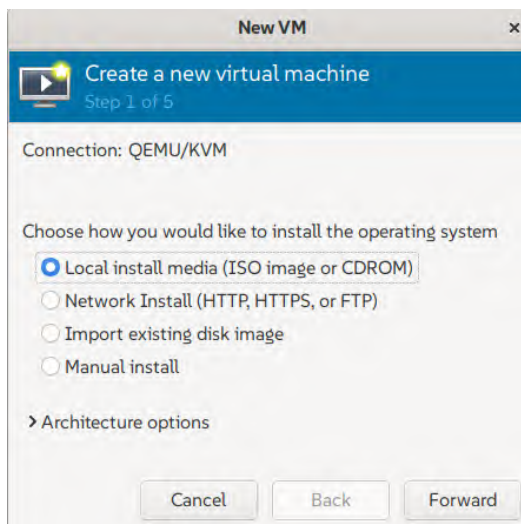 New VM
×
Create a new virtual machine
Step 1 of 5
Connection: QEMU/KVM
Choose how you would like to install the operating system
Local install media (ISO image or CDROM)
Network Install (HTTP, HTTPS, or FTP)
Import existing disk image
Manual install
Architecture options
Cancel Back Forward